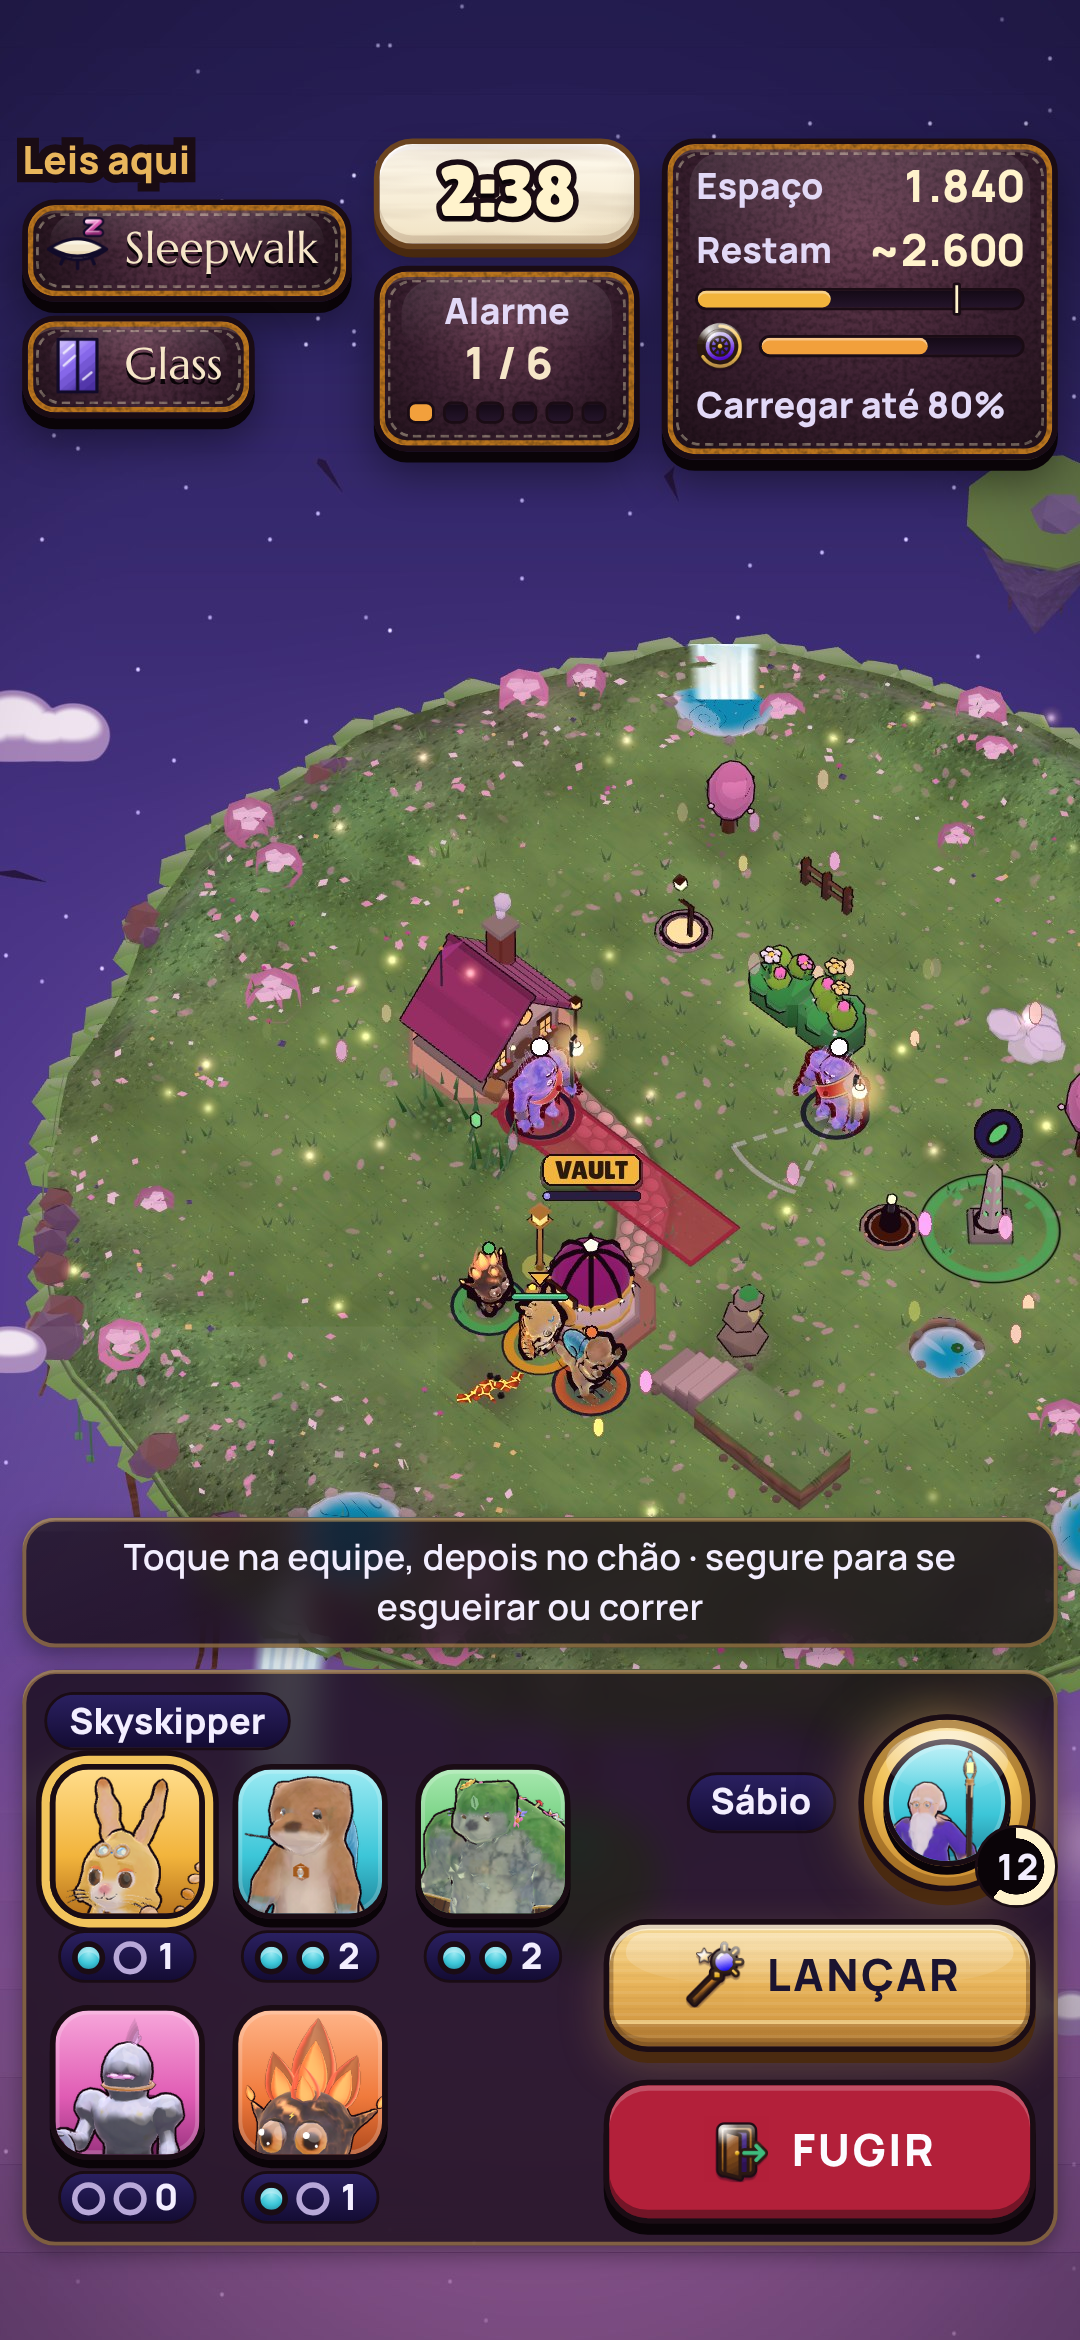 Leis aqui
Sleepwalk
Glass
2:38
Alarme
1 / 6
Espaço 1.840
Restam ~2.600
Carregar até 80%
VAULT
Toque na equipe, depois no chão · segure para se
esgueirar ou correr
Skyskipper
Sábio
12
1
2
2
LANÇAR
0
1
FUGIR